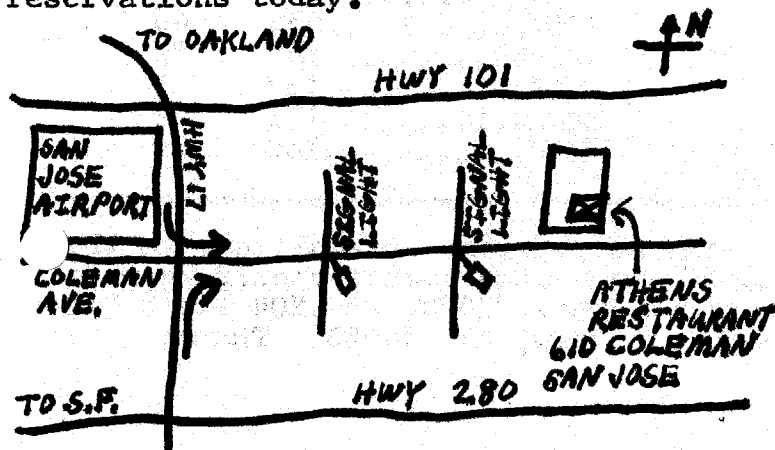 reservations today.
TO OAKLAND
N
HWY 101
HWY 17
SAN
JOSE
AIRPORT
SIGNAL
LIGHT
SIGNAL
LIGHT
COLEMAN
AVE.
ATHENS
RESTAURANT
610 COLEMAN
SAN JOSE
TO S.F.
HWY 280